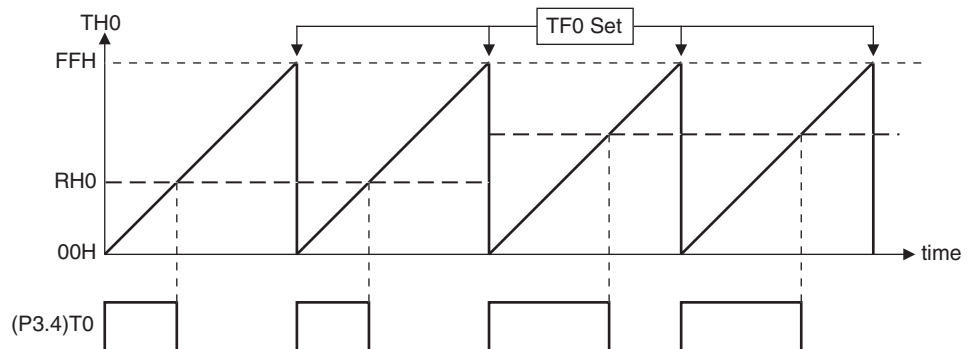 TH0
TF0 Set
FFH
RH0
00H
time
(P3.4)T0